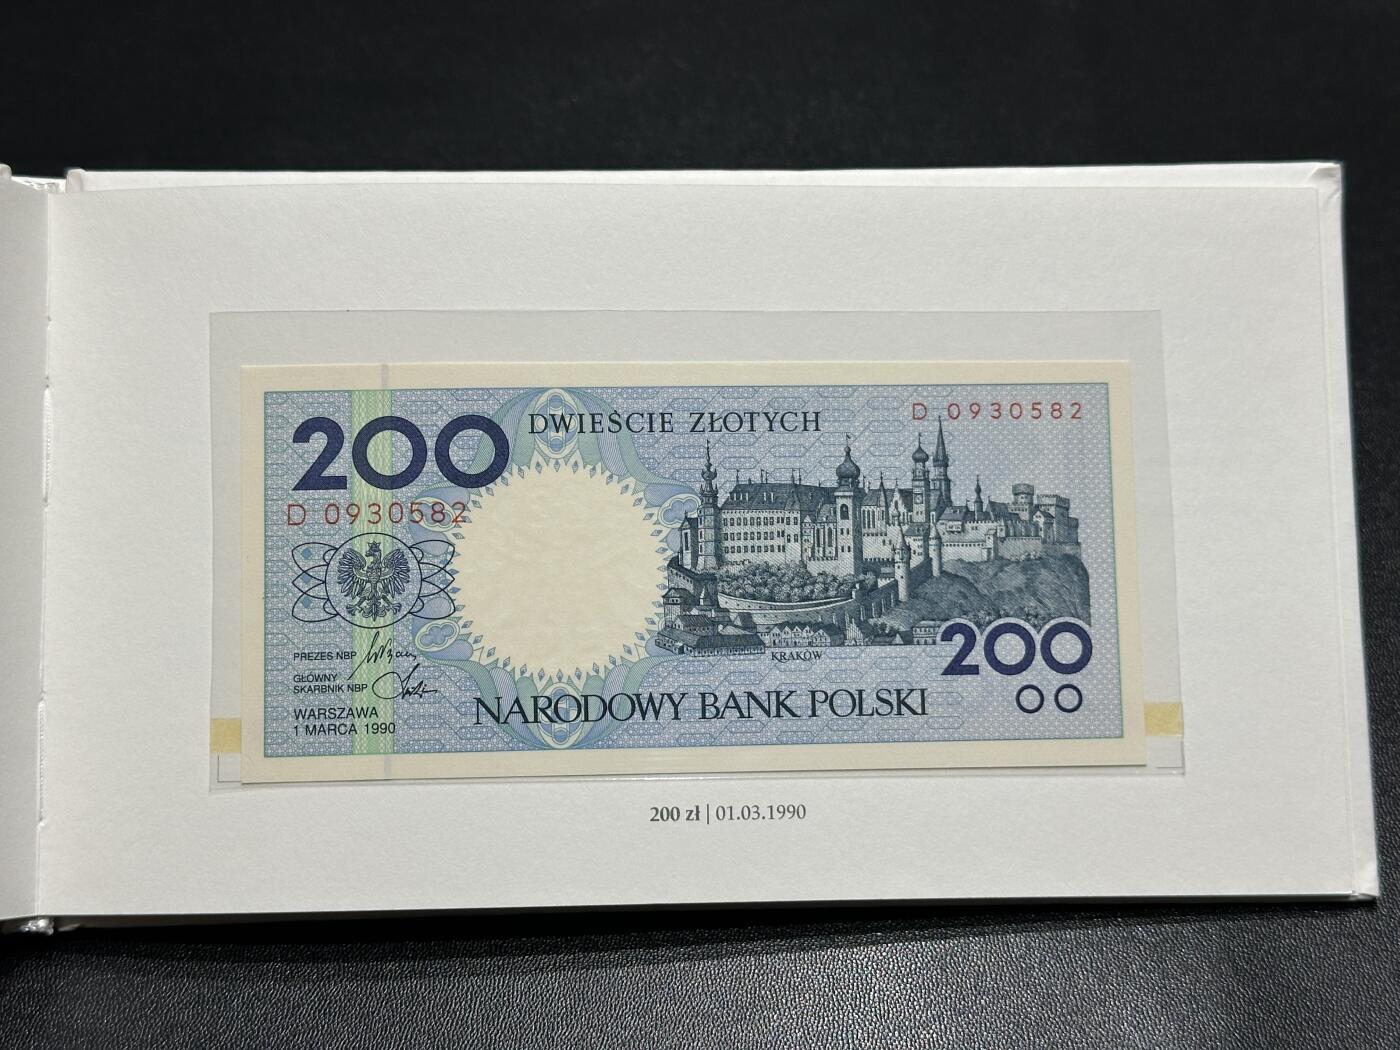 200
DWIEŚCIE ZŁOTYCH
D 0930582
D 0930582
KRAKÓW
200
OO
PREZES NBP
GŁÓWNY
SKARBNIK NBP
WARSZAWA
1 MARCA 1990
NARODOWY BANK POLSKI
200 zł | 01.03.1990